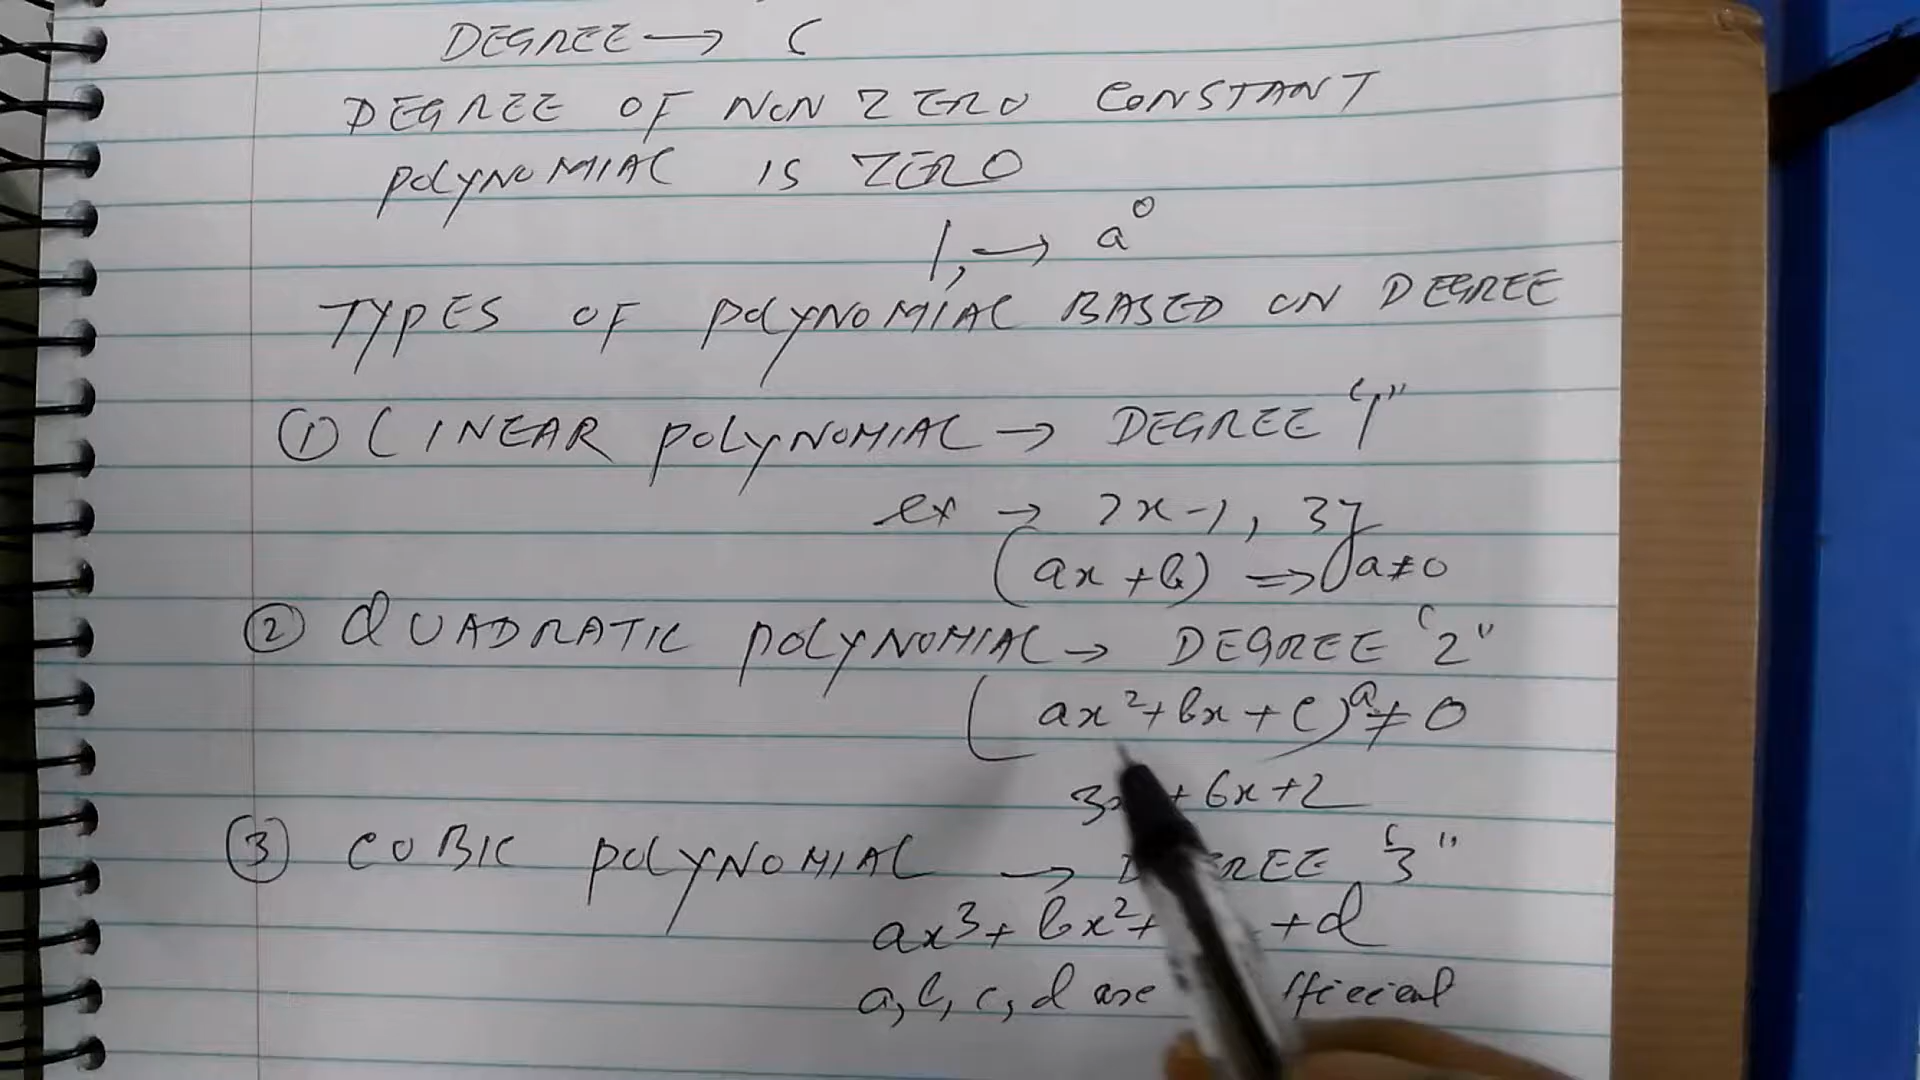 DEGREE →
DEGREE OF NON ZERO CONSTANT
POLYNOMIAL IS ZERO
1, → a⁰
TYPES OF POLYNOMIAL BASED ON DEGREE
① LINEAR POLYNOMIAL → DEGREE "1"
ex → 2x-1, 3y
(ax+b) ⇒ a≠0
② QUADRATIC POLYNOMIAL → DEGREE "2"
(ax²+bx+c) a≠0
+ 6x+2
③ CUBIC POLYNOMIAL → DEGREE "3"
ax³+bx²+ +d
a, b, c, d are